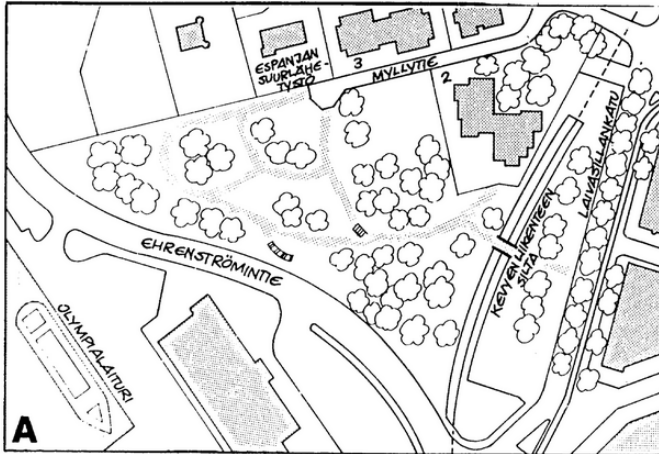 ESPANJAN
SUURLÄHE-
TYSTÖ
3
MYLLYTIE
2
LAIVASILLANKATU
KEVYEN LIIKENTEEN
SILTA
EHRENSTRÖMINTIE
OLYMPIALAITURI
A